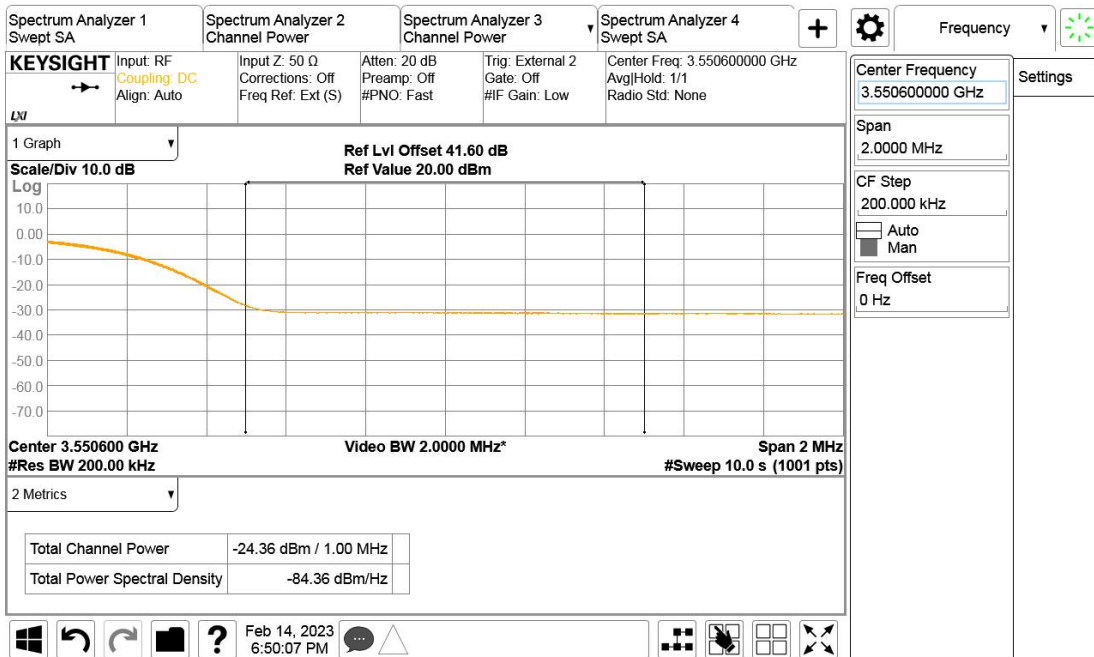 Spectrum Analyzer 1
Swept SA
Spectrum Analyzer 2
Channel Power
Spectrum Analyzer 3
Channel Power
Spectrum Analyzer 4
Swept SA
+
Frequency
KEYSIGHT
LXI
Input: RF
Coupling: DC
Align: Auto
Input Z: 50 Ω
Corrections: Off
Freq Ref: Ext (S)
Atten: 20 dB
Preamp: Off
#PNO: Fast
Trig: External 2
Gate: Off
#IF Gain: Low
Center Freq: 3.550600000 GHz
Avg|Hold: 1/1
Radio Std: None
Center Frequency
3.550600000 GHz
Settings
Span
2.0000 MHz
CF Step
200.000 kHz
Auto
Man
Freq Offset
0 Hz
1 Graph
Scale/Div 10.0 dB
Ref Lvl Offset 41.60 dB
Ref Value 20.00 dBm
Log
10.0
0.00
-10.0
-20.0
-30.0
-40.0
-50.0
-60.0
-70.0
Center 3.550600 GHz
#Res BW 200.00 kHz
Video BW 2.0000 MHz*
Span 2 MHz
#Sweep 10.0 s (1001 pts)
2 Metrics
Total Channel Power -24.36 dBm / 1.00 MHz
Total Power Spectral Density -84.36 dBm/Hz
?
Feb 14, 2023
6:50:07 PM